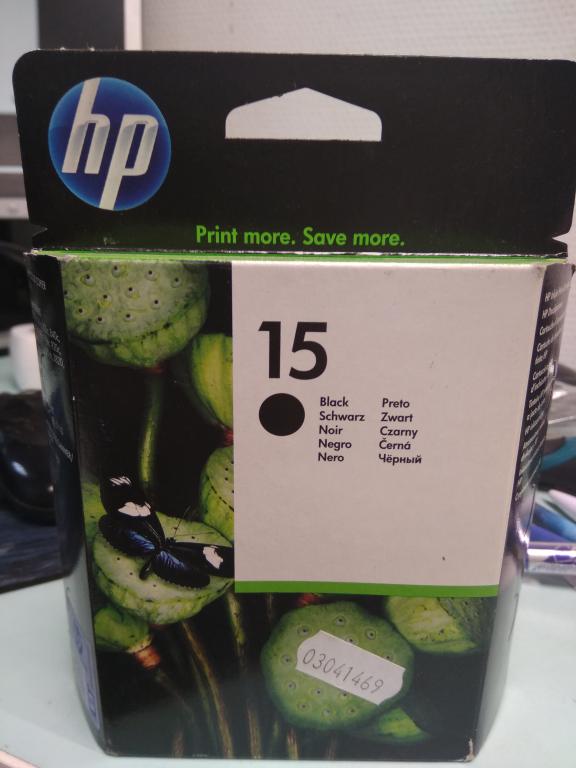 hp
Print more. Save more.
15
Black Preto
Schwarz Zwart
Noir Czarny
Negro Černá
Nero Чёрный
03041469